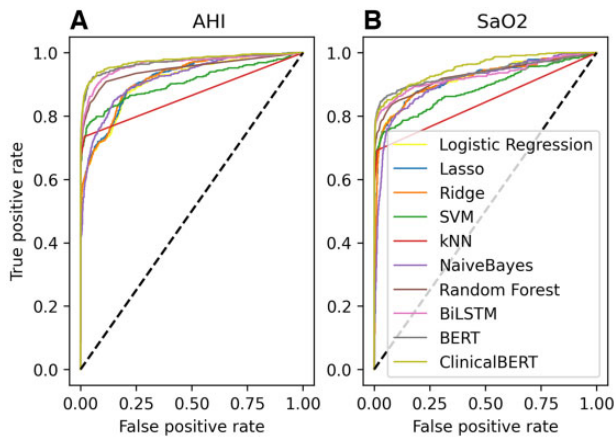 A AHI
B SaO2
True positive rate
1.0
0.8
0.6
0.4
0.2
0.0
0.00 0.25 0.50 0.75 1.00
False positive rate
1.0
0.8
0.6
0.4
0.2
0.0
Logistic Regression
Lasso
Ridge
SVM
kNN
NaiveBayes
Random Forest
BiLSTM
BERT
ClinicalBERT
0.00 0.25 0.50 0.75 1.00
False positive rate